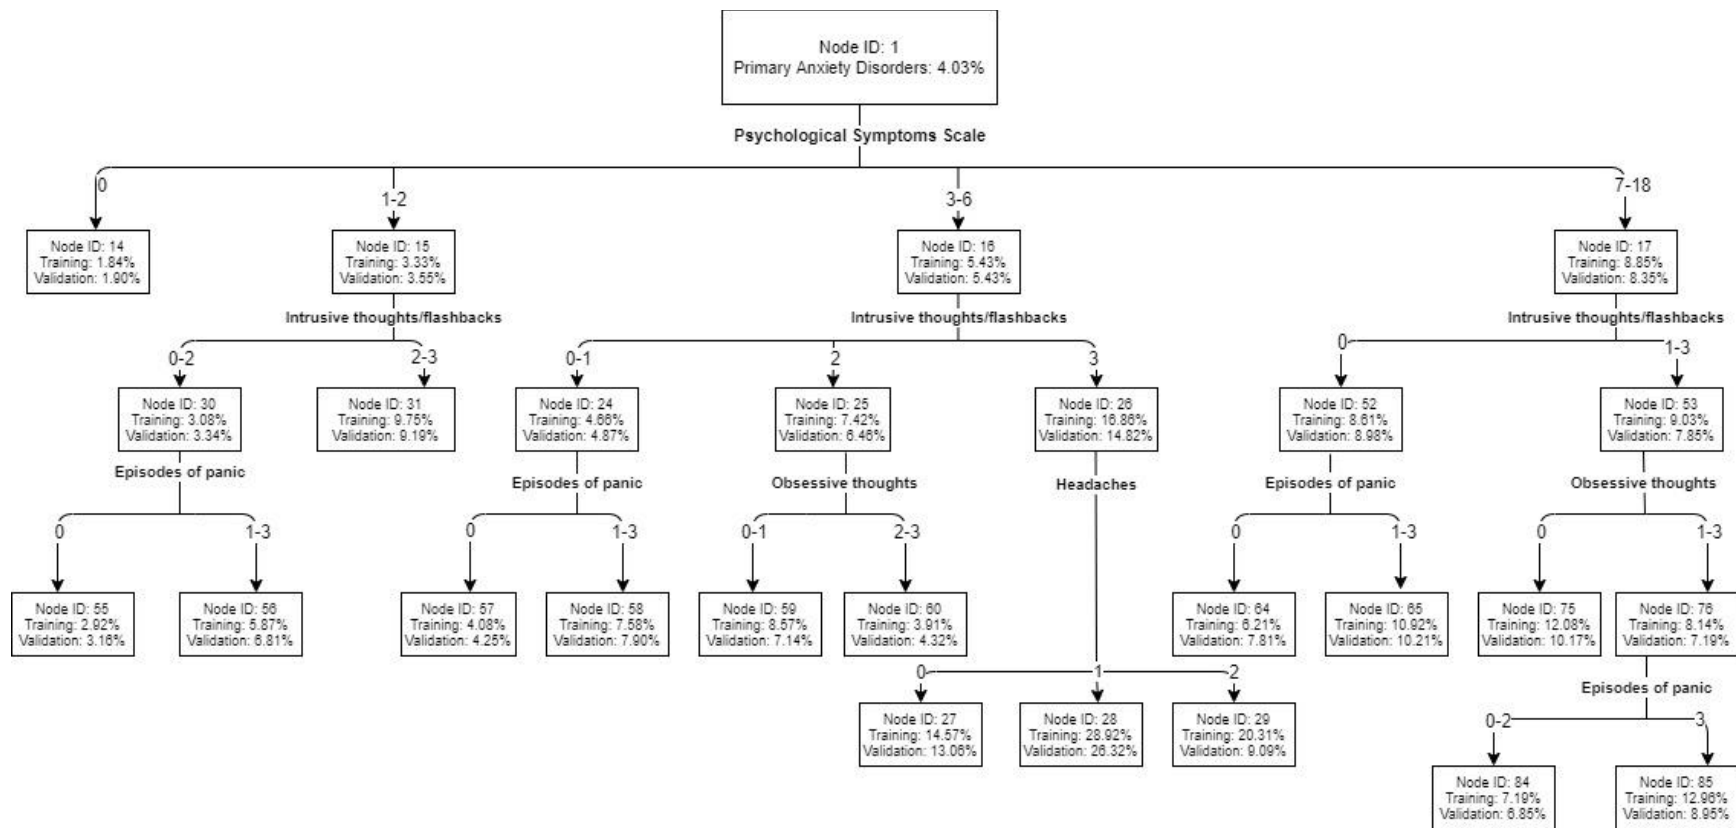 Node ID: 1
Primary Anxiety Disorders: 4.03%
Psychological Symptoms Scale
0
1-2
3-6
7-18
Node ID: 14
Training: 1.84%
Validation: 1.90%
Node ID: 15
Training: 3.33%
Validation: 3.55%
Node ID: 16
Training: 5.43%
Validation: 5.43%
Node ID: 17
Training: 8.85%
Validation: 8.35%
Intrusive thoughts/flashbacks
Intrusive thoughts/flashbacks
Intrusive thoughts/flashbacks
0-2
2-3
0-1
2
3
0
1-3
Node ID: 30
Training: 3.08%
Validation: 3.34%
Node ID: 31
Training: 9.75%
Validation: 9.19%
Node ID: 24
Training: 4.66%
Validation: 4.87%
Node ID: 25
Training: 7.42%
Validation: 6.46%
Node ID: 26
Training: 16.86%
Validation: 14.82%
Node ID: 52
Training: 8.61%
Validation: 8.98%
Node ID: 53
Training: 9.03%
Validation: 7.85%
Episodes of panic
Episodes of panic
Obsessive thoughts
Headaches
Episodes of panic
Obsessive thoughts
0
1-3
0
1-3
0-1
2-3
0
1-3
0
1-3
Node ID: 55
Training: 2.92%
Validation: 3.16%
Node ID: 56
Training: 5.87%
Validation: 6.81%
Node ID: 57
Training: 4.08%
Validation: 4.25%
Node ID: 58
Training: 7.58%
Validation: 7.90%
Node ID: 59
Training: 8.57%
Validation: 7.14%
Node ID: 60
Training: 3.91%
Validation: 4.32%
Node ID: 64
Training: 6.21%
Validation: 7.81%
Node ID: 65
Training: 10.92%
Validation: 10.21%
Node ID: 75
Training: 12.08%
Validation: 10.17%
Node ID: 76
Training: 8.14%
Validation: 7.19%
0
1
2
Episodes of panic
Node ID: 27
Training: 14.57%
Validation: 13.06%
Node ID: 28
Training: 28.92%
Validation: 26.32%
Node ID: 29
Training: 20.31%
Validation: 9.09%
0-2
3
Node ID: 84
Training: 7.19%
Validation: 6.85%
Node ID: 85
Training: 12.96%
Validation: 8.95%